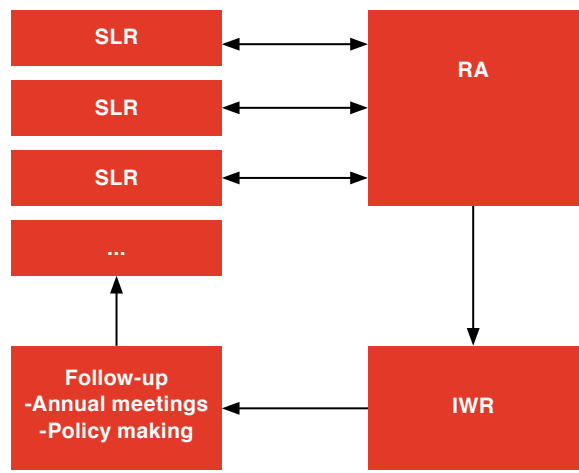 SLR
RA
SLR
SLR
...
Follow-up
-Annual meetings
-Policy making
IWR